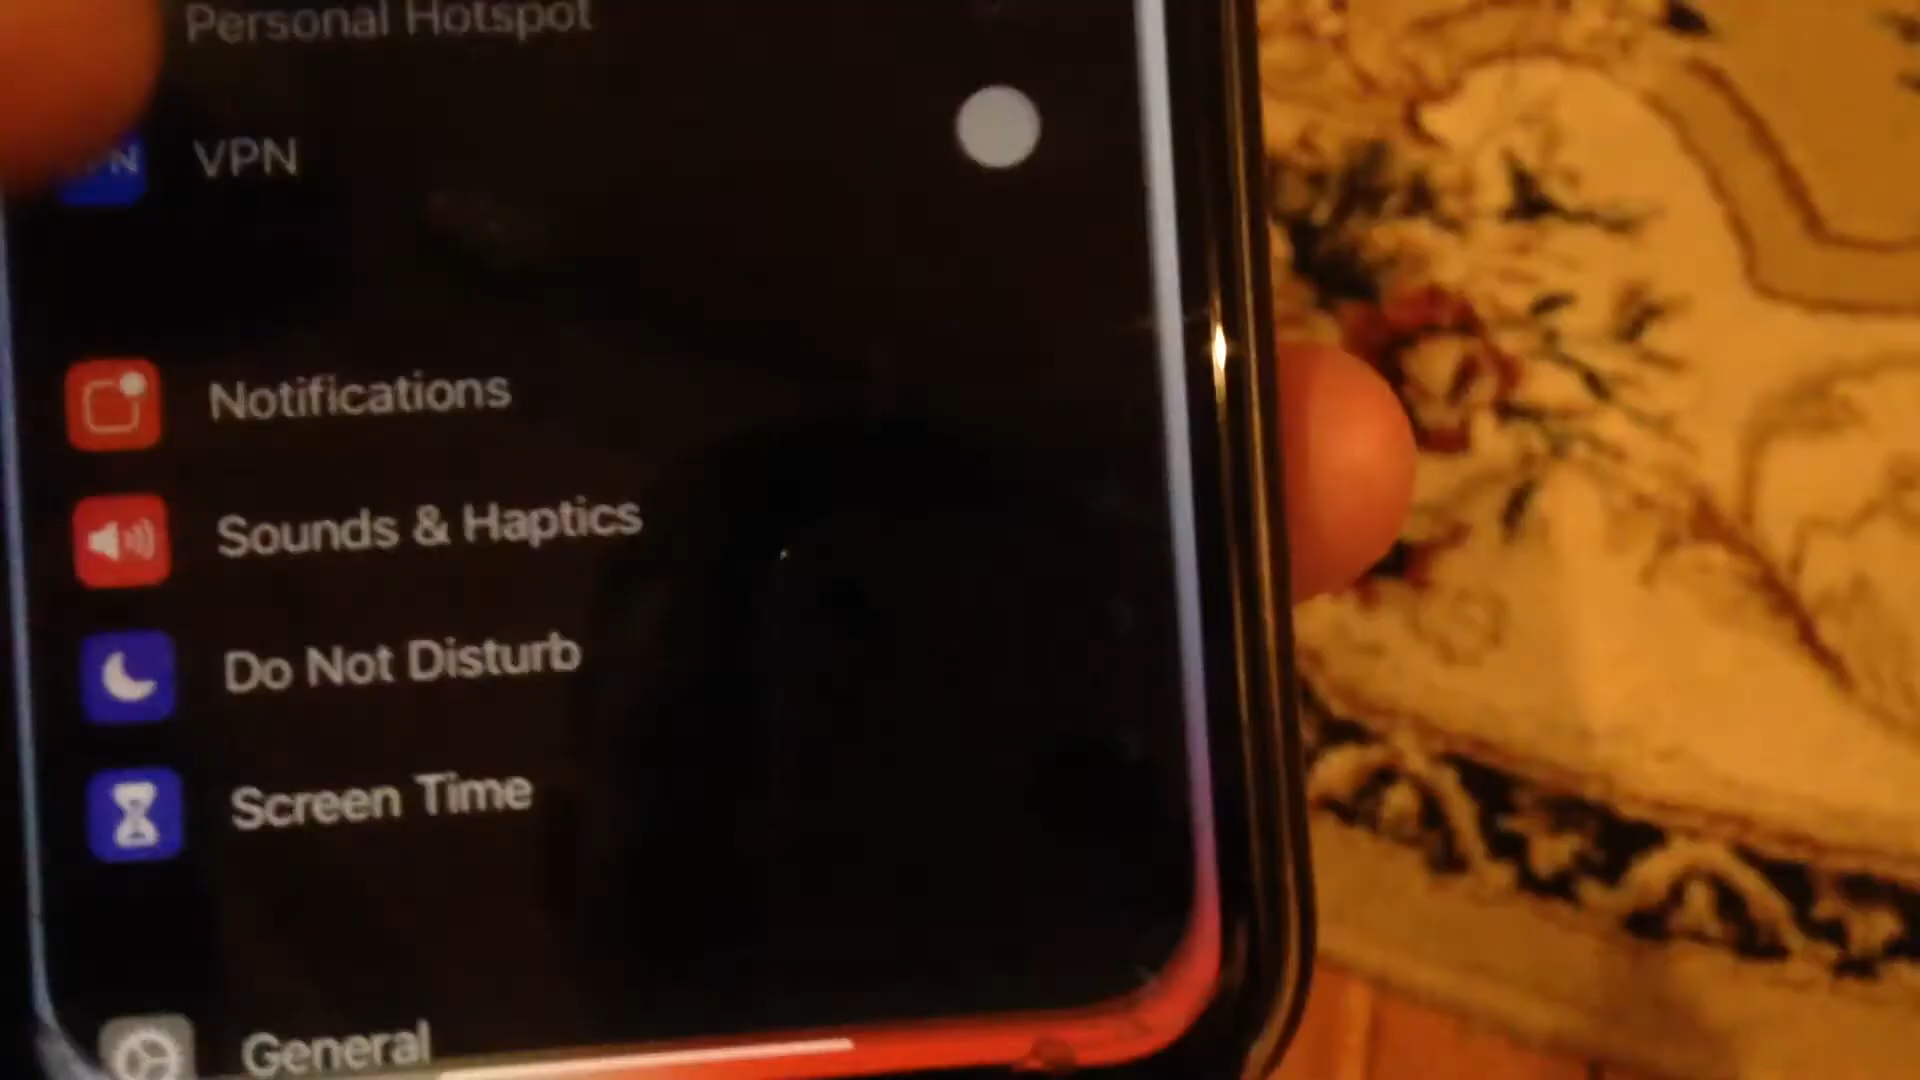 Personal Hotspot
VPN
Notifications
Sounds & Haptics
Do Not Disturb
Screen Time
General